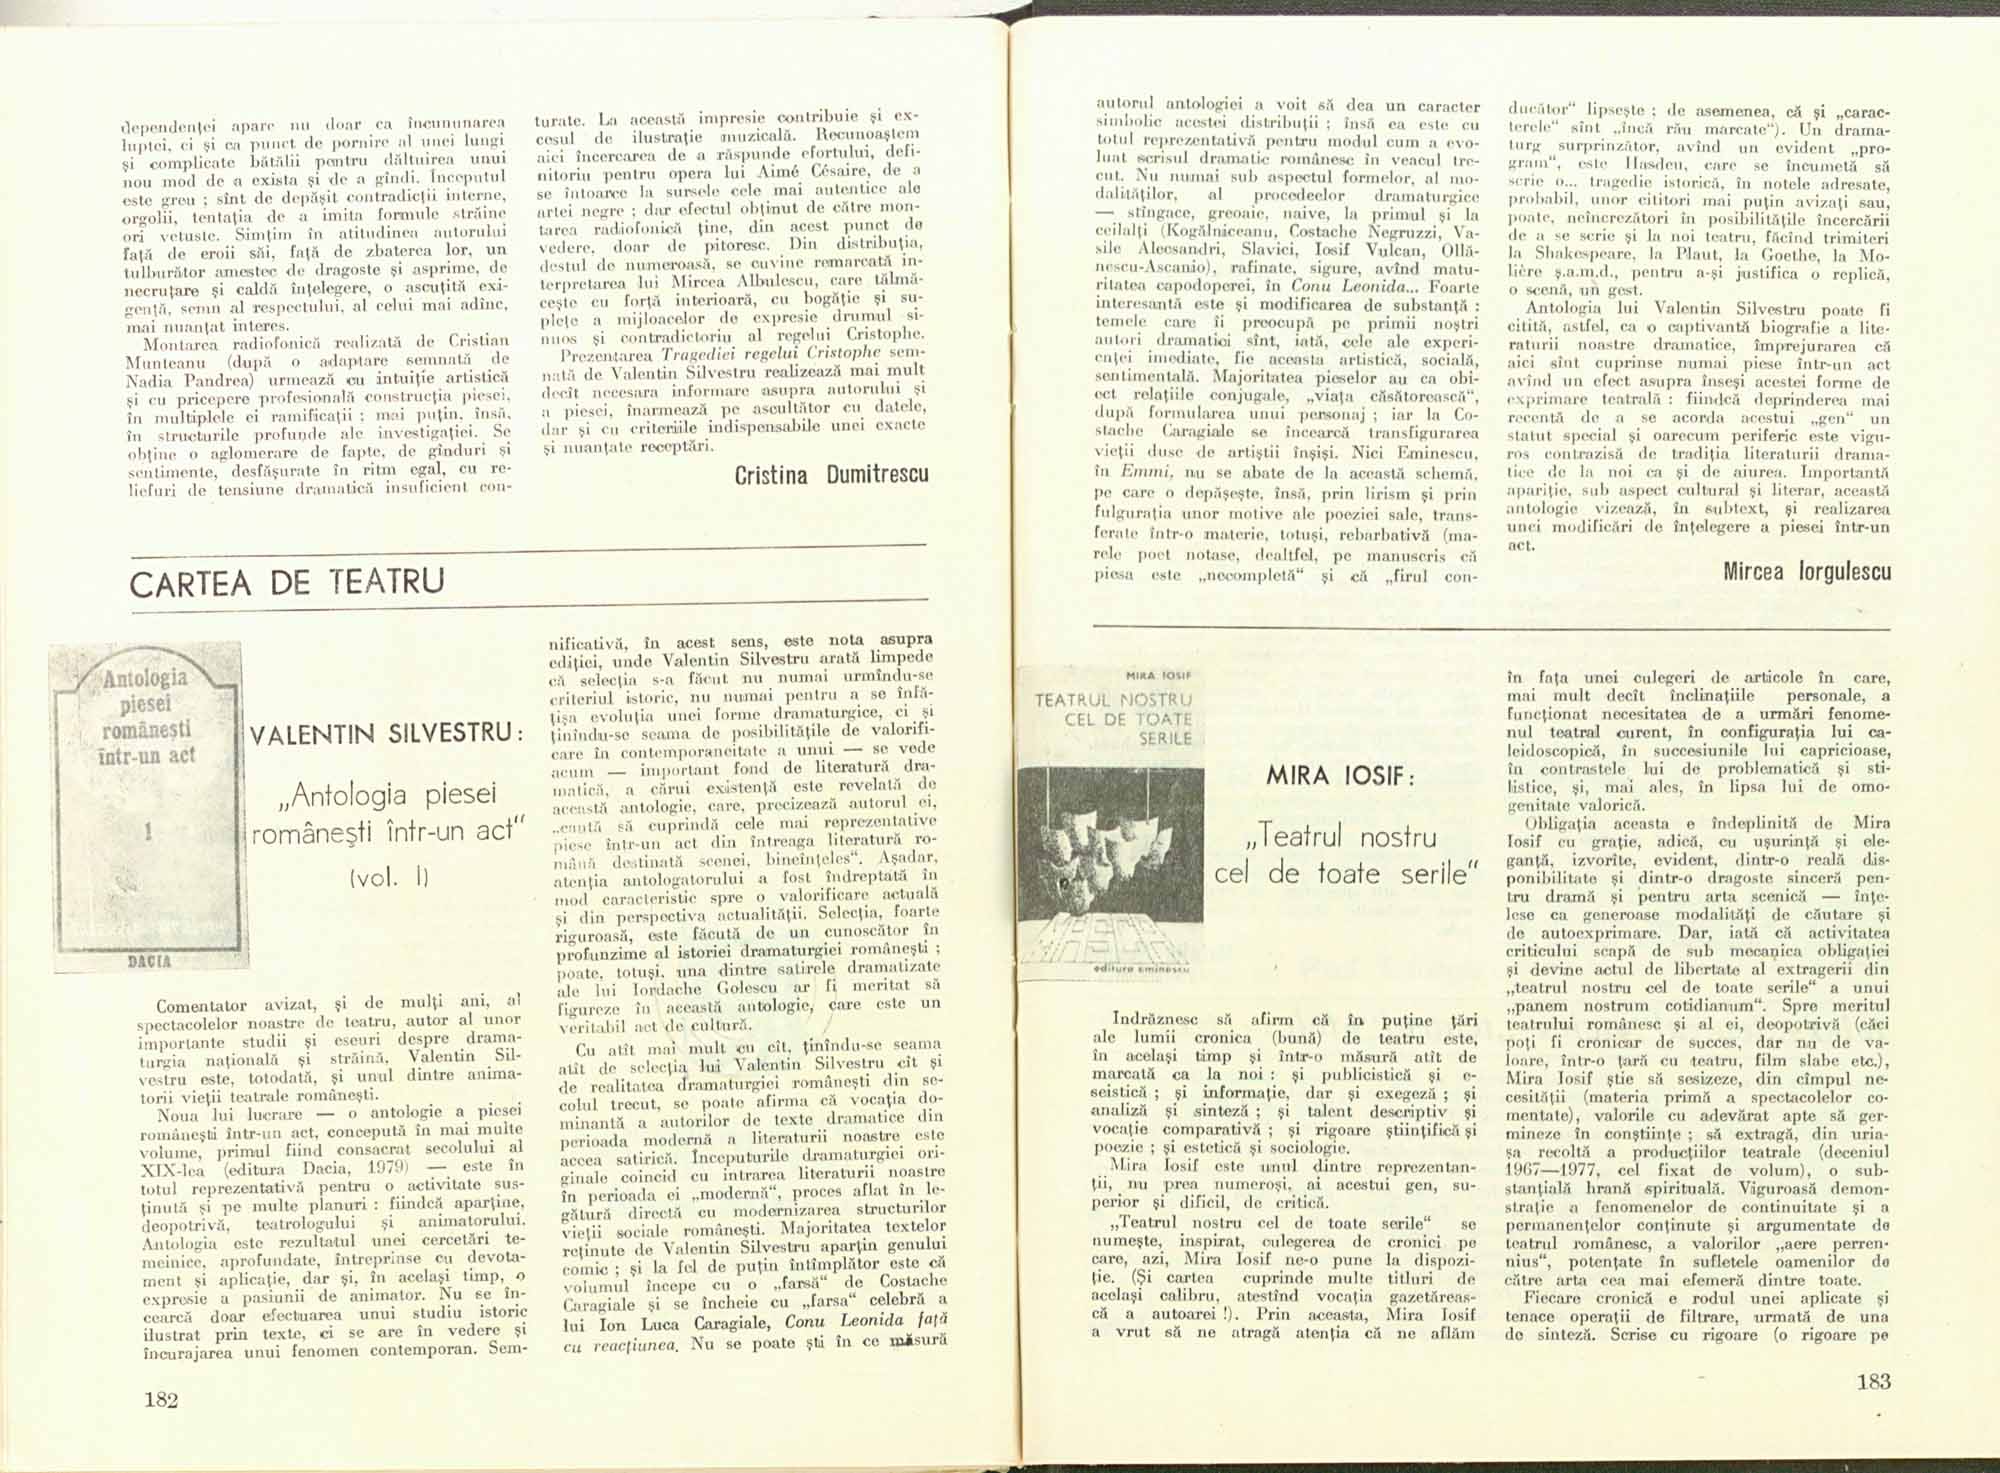 dependenței apare nu doar ca încununarea
luptei, ci și ca punct de pornire al unei lungi
și complicate bătălii pentru dăltuirea unui
nou mod de a exista și de a gîndi. Începutul
este greu ; sînt de depășit contradicții interne,
orgolii, tentația de a imita formule străine
ori vetuste. Simțim în atitudinea autorului
față de eroii săi, față de zbaterea lor, un
tulburător amestec de dragoste și asprime, de
necruțare și caldă înțelegere, o ascuțită exi-
gență, semn al respectului, al celui mai adînc,
mai nuanțat interes.
Montarea radiofonică realizată de Cristian
Munteanu (după o adaptare semnată de
Nadia Pandrea) urmează cu intuiție artistică
și cu pricepere profesională construcția piesei,
în multiplele ei ramificații ; mai puțin, însă,
în structurile profunde ale investigației. Se
obține o aglomerare de fapte, de gînduri și
sentimente, desfășurate în ritm egal, cu re-
liefuri de tensiune dramatică insuficient con-
turate. La această impresie contribuie și ex-
cesul de ilustrație muzicală. Recunoaștem
aici încercarea de a răspunde efortului, defi-
nitoriu pentru opera lui Aimé Césaire, de a
se întoarce la sursele cele mai autentice ale
artei negre ; dar efectul obținut de către mon-
tarea radiofonică ține, din acest punct de
vedere, doar de pitoresc. Din distribuția,
destul de numeroasă, se cuvine remarcată in-
terpretarea lui Mircea Albulescu, care tălmă-
cește cu forță interioară, cu bogăție și su-
plețe a mijloacelor de expresie drumul si-
nuos și contradictoriu al regelui Cristophe.
Prezentarea Tragediei regelui Cristophe sem-
nată de Valentin Silvestru realizează mai mult
decît necesara informare asupra autorului și
a piesei, înarmează pe ascultător cu datele,
dar și cu criteriile indispensabile unei exacte
și nuanțate receptări.
Cristina Dumitrescu
CARTEA DE TEATRU
Antologia
piesei
românești
într-un act
1
DACIA
VALENTIN SILVESTRU :
„Antologia piesei
românești într-un act“
(vol. I)
Comentator avizat, și de mulți ani, al
spectacolelor noastre de teatru, autor al unor
importante studii și eseuri despre drama-
turgia națională și străină, Valentin Sil-
vestru este, totodată, și unul dintre anima-
torii vieții teatrale românești.
Noua lui lucrare — o antologie a piesei
românești într-un act, concepută în mai multe
volume, primul fiind consacrat secolului al
XIX-lea (editura Dacia, 1979) — este în
totul reprezentativă pentru o activitate sus-
ținută și pe multe planuri : fiindcă aparține,
deopotrivă, teatrologului și animatorului.
Antologia este rezultatul unei cercetări te-
meinice, aprofundate, întreprinse cu devota-
ment și aplicație, dar și, în același timp, o
expresie a pasiunii de animator. Nu se în-
cearcă doar efectuarea unui studiu istoric
ilustrat prin texte, ci se are în vedere și
încurajarea unui fenomen contemporan. Sem-
nificativă, în acest sens, este nota asupra
ediției, unde Valentin Silvestru arată limpede
că selecția s-a făcut nu numai urmîndu-se
criteriul istoric, nu numai pentru a se înfă-
tișa evoluția unei forme dramaturgice, ci și
ținîndu-se seama de posibilitățile de valorifi-
care în contemporaneitate a unui — se vede
acum — important fond de literatură dra-
matică, a cărui existență este revelată de
această antologie, care, precizează autorul ei,
„caută să cuprindă cele mai reprezentative
piese într-un act din întreaga literatură ro-
mână destinată scenei, bineînțeles“. Așadar,
atenția antologatorului a fost îndreptată în
mod caracteristic spre o valorificare actuală
și din perspectiva actualității. Selecția, foarte
riguroasă, este făcută de un cunoscător în
profunzime al istoriei dramaturgiei românești ;
poate, totuși, una dintre satirele dramatizate
ale lui Iordache Golescu ar fi meritat să
figureze în această antologie, care este un
veritabil act de cultură.
Cu atît mai mult cu cît, ținîndu-se seama
atît de selecția lui Valentin Silvestru cît și
de realitatea dramaturgiei românești din se-
colul trecut, se poate afirma că vocația do-
minantă a autorilor de texte dramatice din
perioada modernă a literaturii noastre este
aceea satirică. Începuturile dramaturgiei ori-
ginale coincid cu intrarea literaturii noastre
în perioada ei „modernă“, proces aflat în le-
gătură directă cu modernizarea structurilor
vieții sociale românești. Majoritatea textelor
reținute de Valentin Silvestru aparțin genului
comic ; și la fel de puțin întîmplător este că
volumul începe cu o „farsă“ de Costache
Caragiale și se încheie cu „farsa“ celebră a
lui Ion Luca Caragiale, Conu Leonida față
cu reacțiunea. Nu se poate ști în ce măsură
182
autorul antologiei a voit să dea un caracter
simbolic acestei distribuții ; însă ea este cu
totul reprezentativă pentru modul cum a evo-
luat scrisul dramatic românesc în veacul tre-
cut. Nu numai sub aspectul formelor, al mo-
dalităților, al procedeelor dramaturgice
— stîngace, greoaie, naive, la primul și la
ceilalți (Kogălniceanu, Costache Negruzzi, Va-
sile Alecsandri, Slavici, Iosif Vulcan, Ollă-
nescu-Ascanio), rafinate, sigure, avînd matu-
ritatea capodoperei, în Conu Leonida... Foarte
interesantă este și modificarea de substanță :
temele care îi preocupă pe primii noștri
autori dramatici sînt, iată, cele ale experi-
enței imediate, fie aceasta artistică, socială,
sentimentală. Majoritatea pieselor au ca obi-
ect relațiile conjugale, „viața căsătorească“,
după formularea unui personaj ; iar la Co-
stache Caragiale se încearcă transfigurarea
vieții duse de artiștii înșiși. Nici Eminescu,
în Emmi, nu se abate de la această schemă,
pe care o depășește, însă, prin lirism și prin
fulgurația unor motive ale poeziei sale, trans-
ferate într-o materie, totuși, rebarbativă (ma-
rele poet notase, dealtfel, pe manuscris că
piesa este „necompletă“ și că „firul con-
ducător“ lipsește ; de asemenea, că și „carac-
terele“ sînt „încă rău marcate“). Un drama-
turg surprinzător, avînd un evident „pro-
gram“, este Hasdeu, care se încumetă să
scrie o... tragedie istorică, în notele adresate,
probabil, unor cititori mai puțin avizați sau,
poate, neîncrezători în posibilitățile încercării
de a se scrie și la noi teatru, făcînd trimiteri
la Shakespeare, la Plaut, la Goethe, la Mo-
lière ș.a.m.d., pentru a-și justifica o replică,
o scenă, un gest.
Antologia lui Valentin Silvestru poate fi
citită, astfel, ca o captivantă biografie a lite-
raturii noastre dramatice, împrejurarea că
aici sînt cuprinse numai piese într-un act
avînd un efect asupra înseși acestei forme de
exprimare teatrală : fiindcă deprinderea mai
recentă de a se acorda acestui „gen“ un
statut special și oarecum periferic este vigu-
ros contrazisă de tradiția literaturii drama-
tice de la noi ca și de aiurea. Importantă
apariție, sub aspect cultural și literar, această
antologie vizează, în subtext, și realizarea
unei modificări de înțelegere a piesei într-un
act.
Mircea Iorgulescu
MIRA IOSIF
TEATRUL NOSTRU
CEL DE TOATE
SERILE
editura eminescu
MIRA IOSIF :
„Teatrul nostru
cel de toate serile“
Indrăznesc să afirm că în puține țări
ale lumii cronica (bună) de teatru este,
în același timp și într-o măsură atît de
marcată ca la noi : și publicistică și e-
seistică ; și informație, dar și exegeză ; și
analiză și sinteză ; și talent descriptiv și
vocație comparativă ; și rigoare științifică și
poezie ; și estetică și sociologie.
Mira Iosif este unul dintre reprezentan-
ții, nu prea numeroși, ai acestui gen, su-
perior și dificil, de critică.
„Teatrul nostru cel de toate serile“ se
numește, inspirat, culegerea de cronici pe
care, azi, Mira Iosif ne-o pune la dispozi-
ție. (Și cartea cuprinde multe titluri de
același calibru, atestînd vocația gazetăreas-
că a autoarei !). Prin aceasta, Mira Iosif
a vrut să ne atragă atenția că ne aflăm
în fața unei culegeri de articole în care,
mai mult decît înclinațiile personale, a
funcționat necesitatea de a urmări fenome-
nul teatral curent, în configurația lui ca-
leidoscopică, în succesiunile lui capricioase,
în contrastele lui de problematică și sti-
listice, și, mai ales, în lipsa lui de omo-
genitate valorică.
Obligația aceasta e îndeplinită de Mira
Iosif cu grație, adică, cu ușurință și ele-
ganță, izvorîte, evident, dintr-o reală dis-
ponibilitate și dintr-o dragoste sinceră pen-
tru dramă și pentru arta scenică — înțe-
lese ca generoase modalități de căutare și
de autoexprimare. Dar, iată că activitatea
criticului scapă de sub mecanica obligației
și devine actul de libertate al extragerii din
„teatrul nostru cel de toate serile“ a unui
„panem nostrum cotidianum“. Spre meritul
teatrului românesc și al ei, deopotrivă (căci
poți fi cronicar de succes, dar nu de va-
loare, într-o țară cu teatru, film slabe etc.),
Mira Iosif știe să sesizeze, din cîmpul ne-
cesității (materia primă a spectacolelor co-
mentate), valorile cu adevărat apte să ger-
mineze în conștiințe ; să extragă, din uria-
șa recoltă a producțiilor teatrale (deceniul
1967—1977, cel fixat de volum), o sub-
stanțială hrană spirituală. Viguroasă demon-
strație a fenomenelor de continuitate și a
permanențelor conținute și argumentate de
teatrul românesc, a valorilor „aere perren-
nius“, potențate în sufletele oamenilor de
către arta cea mai efemeră dintre toate.
Fiecare cronică e rodul unei aplicate și
tenace operații de filtrare, urmată de una
de sinteză. Scrise cu rigoare (o rigoare pe
183